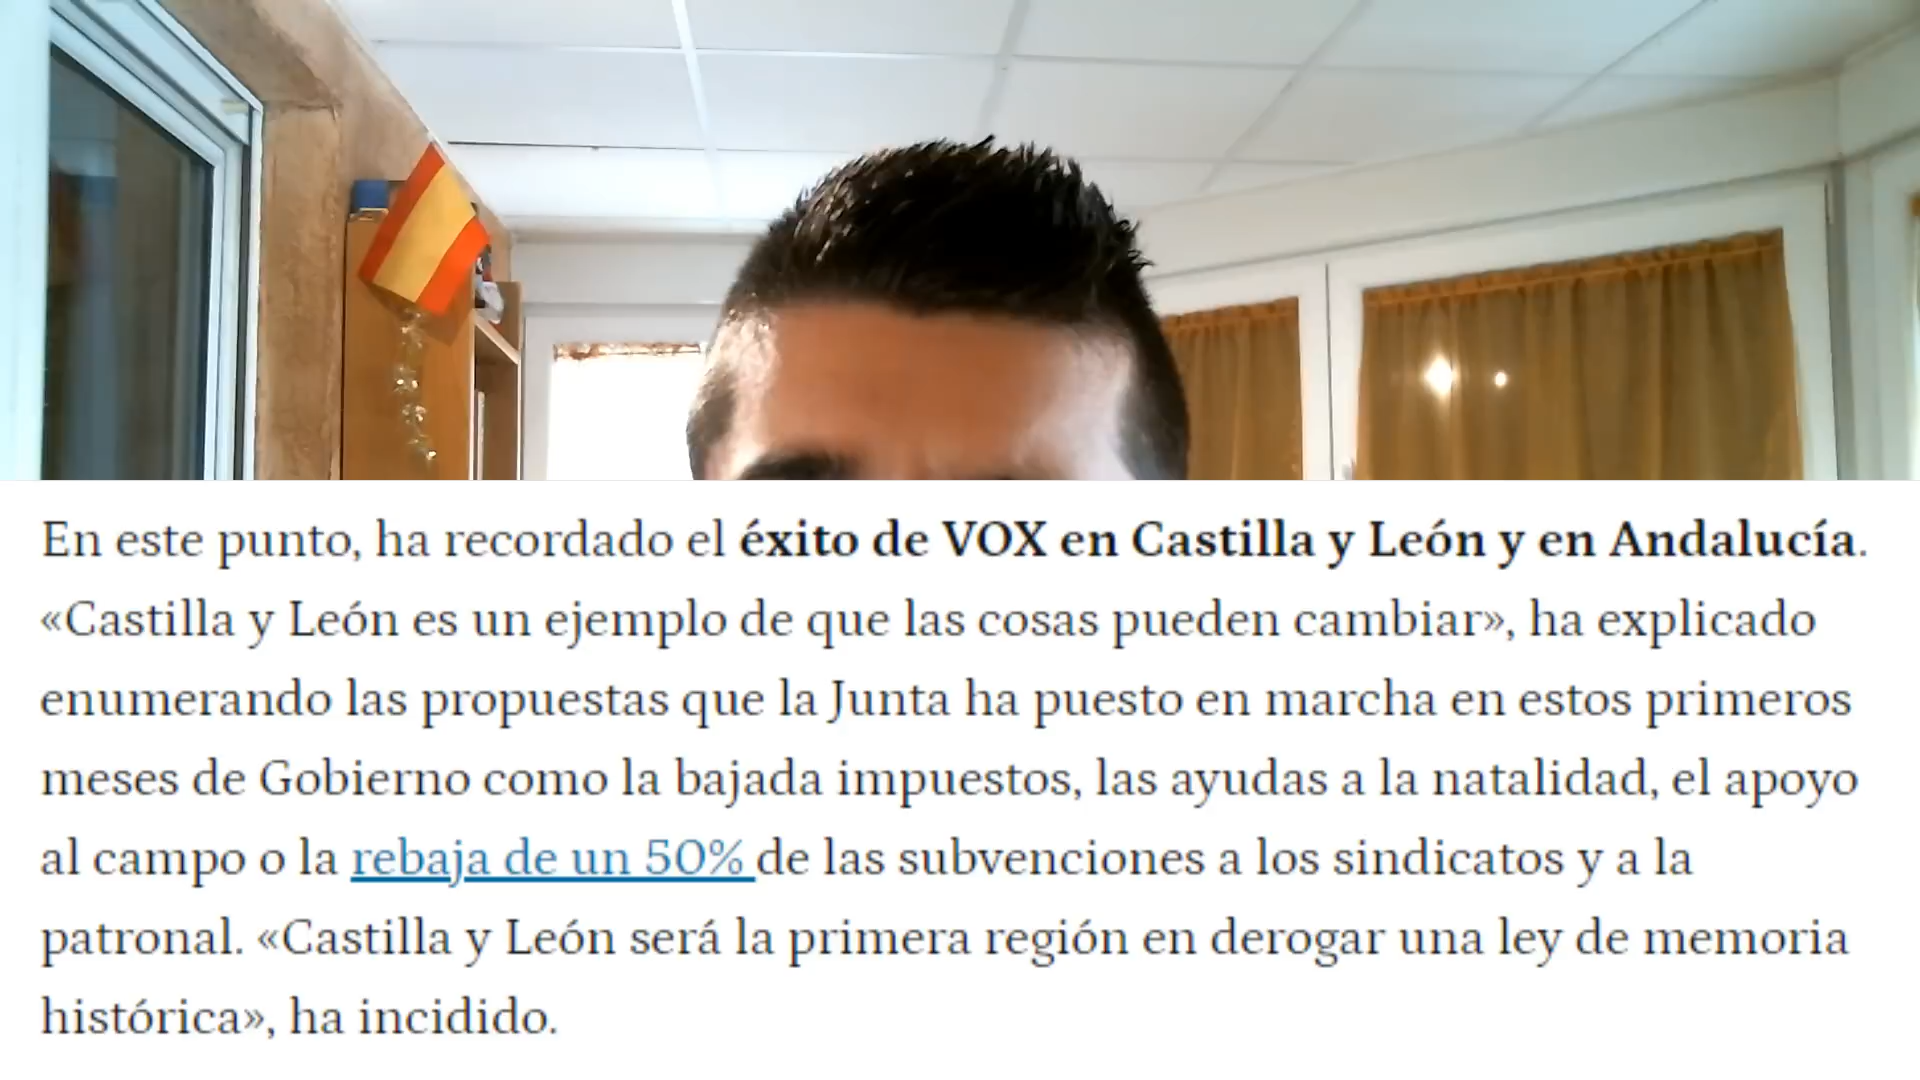 En este punto, ha recordado el éxito de VOX en Castilla y León y en Andalucía.
«Castilla y León es un ejemplo de que las cosas pueden cambiar», ha explicado
enumerando las propuestas que la Junta ha puesto en marcha en estos primeros
meses de Gobierno como la bajada impuestos, las ayudas a la natalidad, el apoyo
al campo o la rebaja de un 50% de las subvenciones a los sindicatos y a la
patronal. «Castilla y León será la primera región en derogar una ley de memoria
histórica», ha incidido.